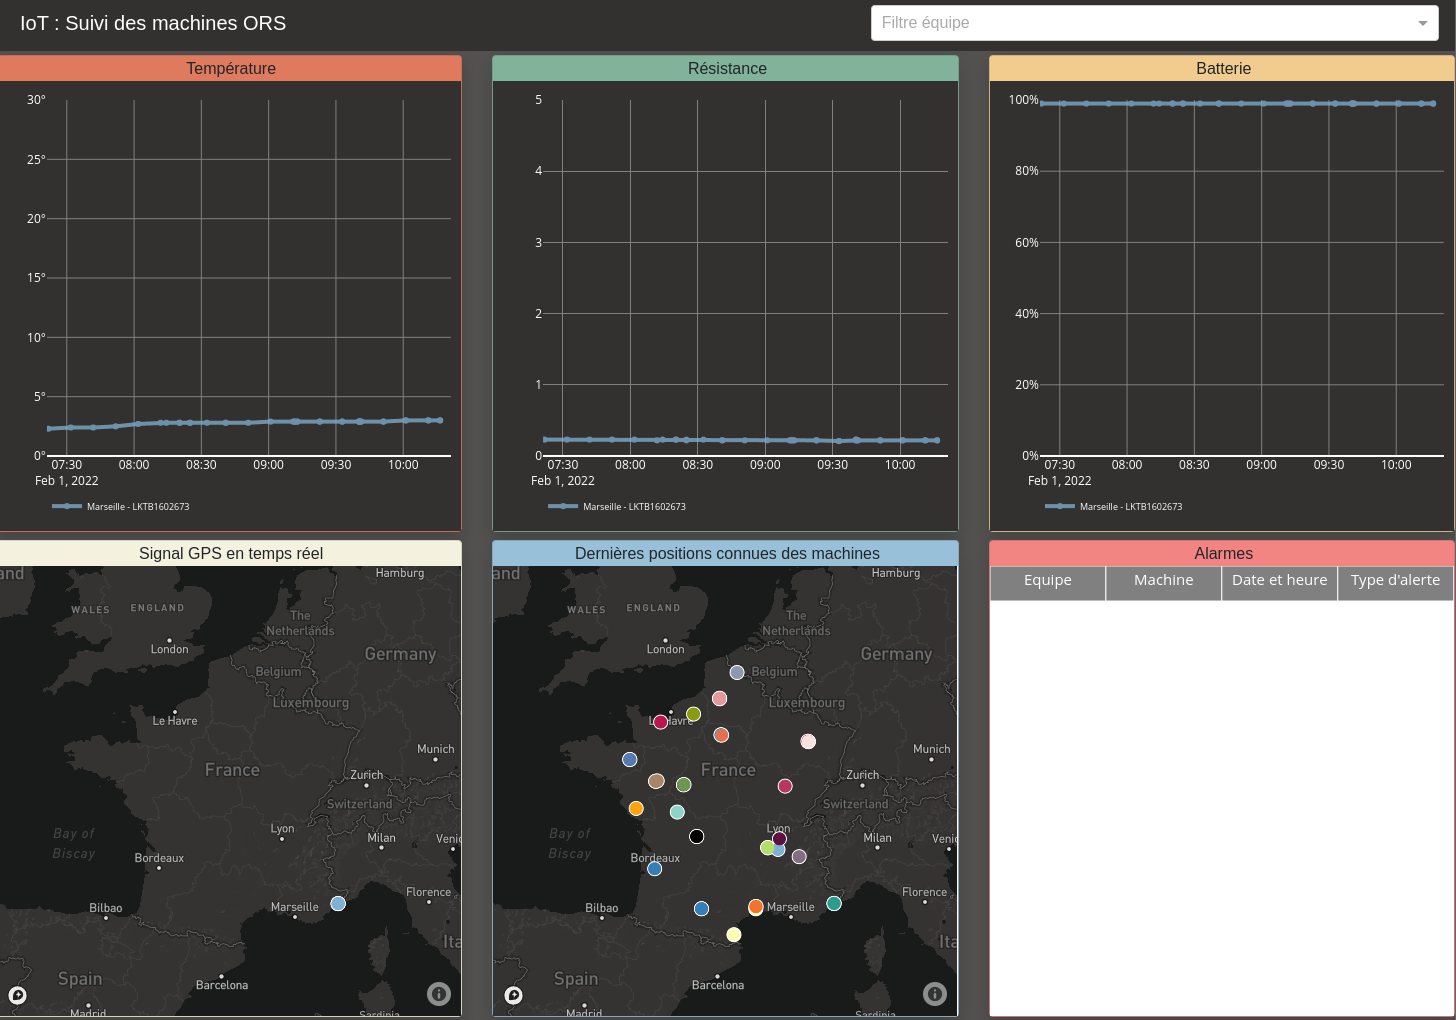 IoT : Suivi des machines ORS
Filtre équipe
Température
30°
25°
20°
15°
10°
5°
0°
07:30 08:00 08:30 09:00 09:30 10:00
Feb 1, 2022
Marseille - LKTB1602673
Résistance
5
4
3
2
1
0
07:30 08:00 08:30 09:00 09:30 10:00
Feb 1, 2022
Marseille - LKTB1602673
Batterie
100%
80%
60%
40%
20%
0%
07:30 08:00 08:30 09:00 09:30 10:00
Feb 1, 2022
Marseille - LKTB1602673
Signal GPS en temps réel
and
Hamburg
WALES ENGLAND
The
Netherlands
London
Germany
Belgium
Luxembourg
Le Havre
Munich
France
Zurich
Switzerland
Lyon
Milan
Venic
Bay of
Biscay
Bordeaux
Florence
Marseille
Bilbao
Ita
Spain
Barcelona
Madrid
Sardinia
Dernières positions connues des machines
and
Hamburg
WALES ENGLAND
The
Netherlands
London
Germany
Belgium
Luxembourg
Le Havre
Munich
France
Zurich
Switzerland
Lyon
Milan
Veni
Bay of
Biscay
Bordeaux
Florence
Marseille
Bilbao
Ita
Spain
Barcelona
Madrid
Sardinia
Alarmes
Equipe Machine Date et heure Type d'alerte